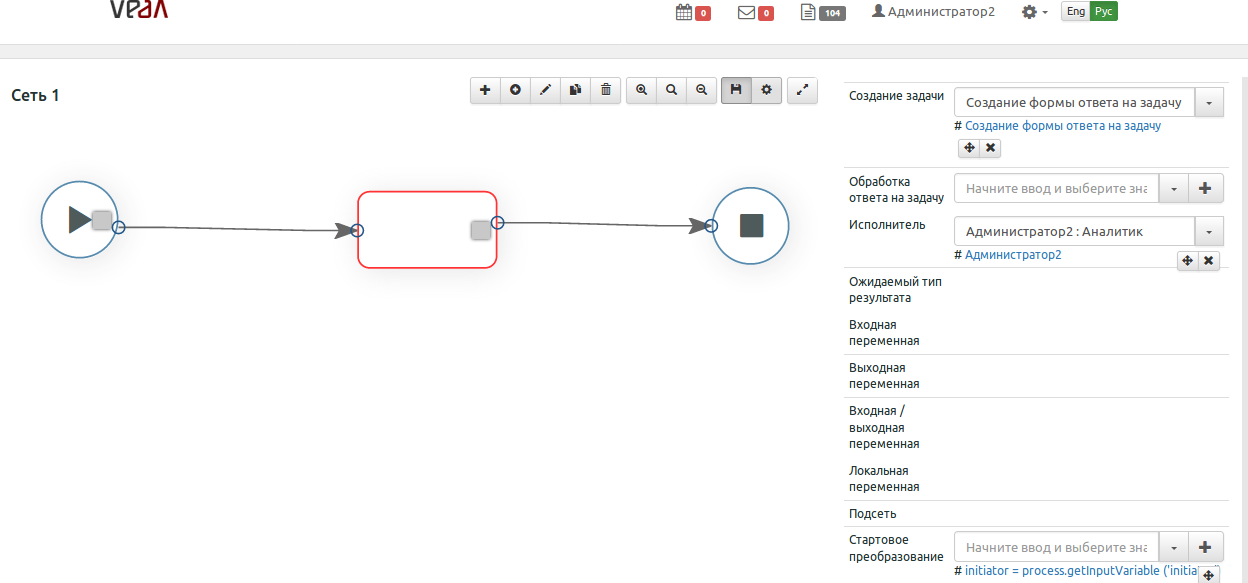 veda
0 0 104 Администратор2 Eng Рус
Сеть 1
Создание задачи
Создание формы ответа на задачу
# Создание формы ответа на задачу
Обработка
ответа на задачу
Начните ввод и выберите зна
Исполнитель
Администратор2 : Аналитик
# Администратор2
Ожидаемый тип
результата
Входная
переменная
Выходная
переменная
Входная /
выходная
переменная
Локальная
переменная
Подсеть
Стартовое
преобразование
Начните ввод и выберите зна
# initiator = process.getInputVariable ('initia